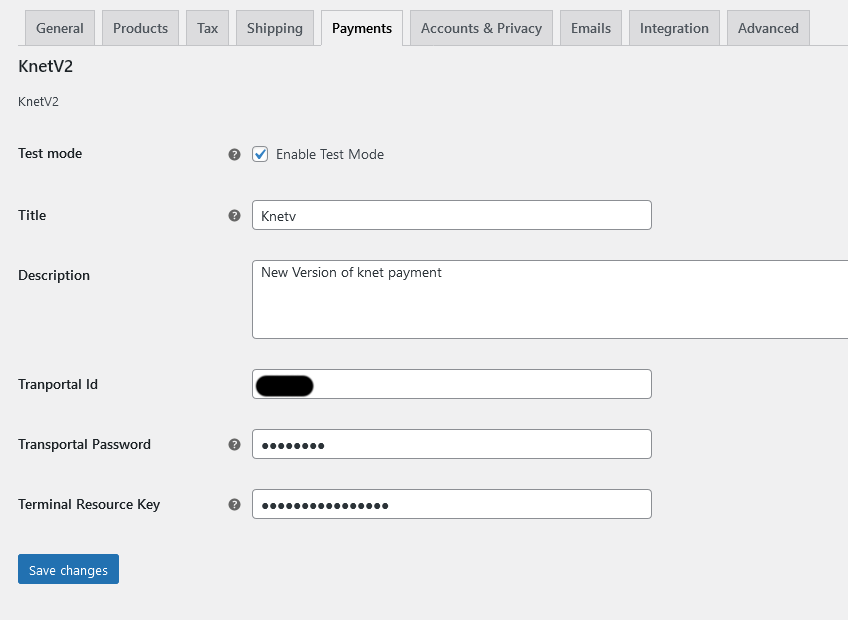 General Products Tax Shipping Payments Accounts & Privacy Emails Integration Advanced
KnetV2
KnetV2
Test mode ? Enable Test Mode
Title ? Knetv
Description New Version of knet payment
Tranportal Id
Transportal Password ? ••••••••
Terminal Resource Key ? ••••••••••••••••
Save changes